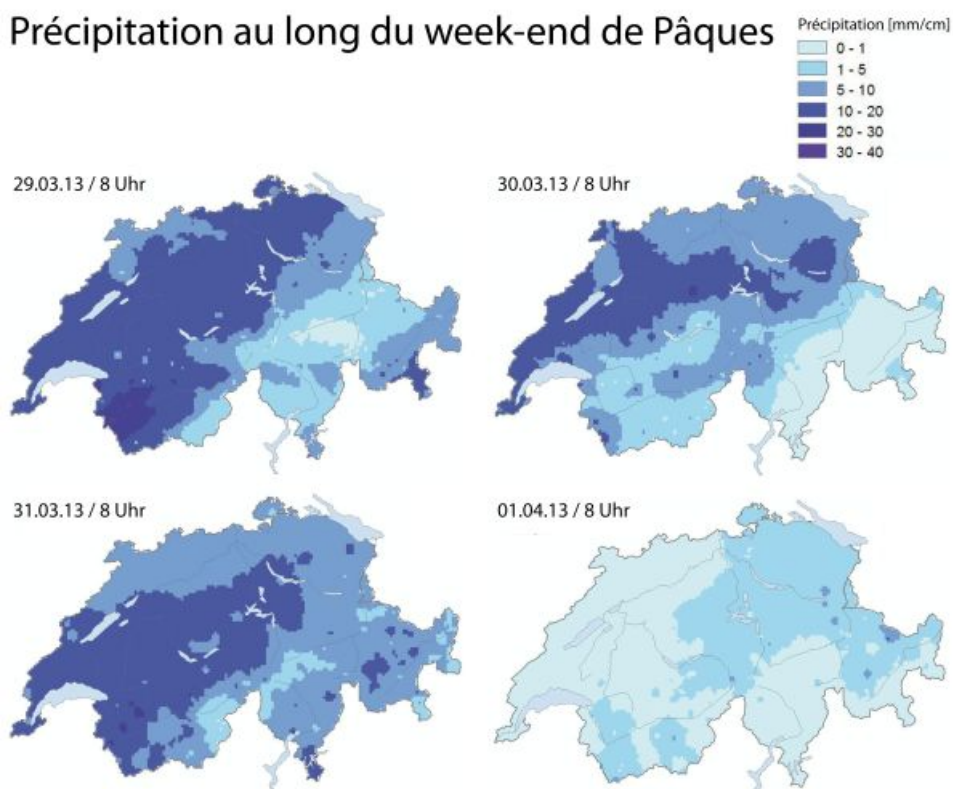 Précipitation au long du week-end de Pâques
Précipitation [mm/cm]
0 - 1
1 - 5
5 - 10
10 - 20
20 - 30
30 - 40
29.03.13 / 8 Uhr
30.03.13 / 8 Uhr
31.03.13 / 8 Uhr
01.04.13 / 8 Uhr